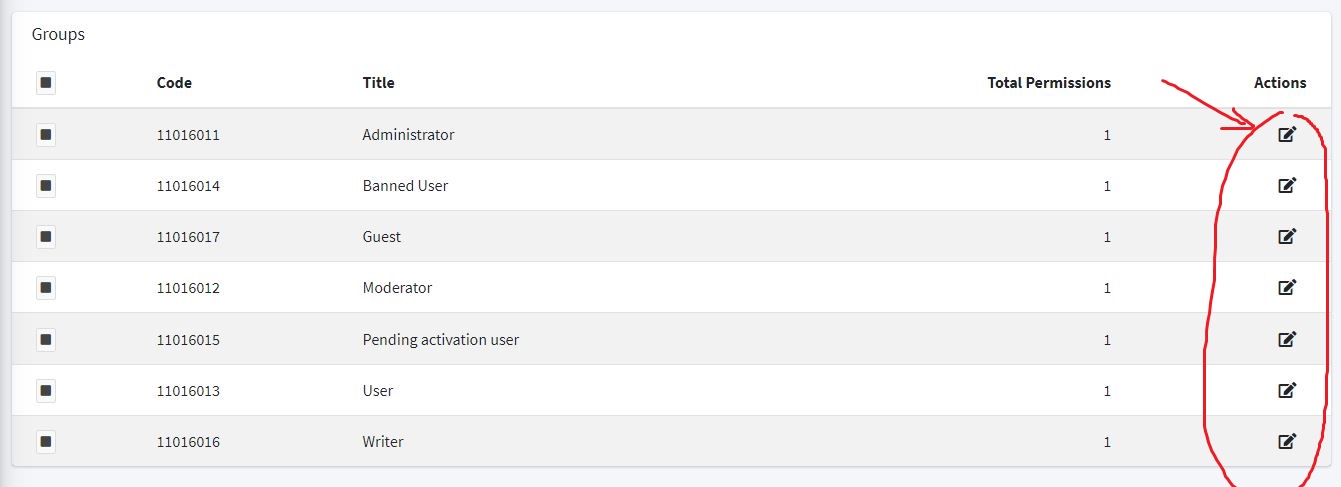 Groups
Code Title Total Permissions Actions
11016011 Administrator 1
11016014 Banned User 1
11016017 Guest 1
11016012 Moderator 1
11016015 Pending activation user 1
11016013 User 1
11016016 Writer 1